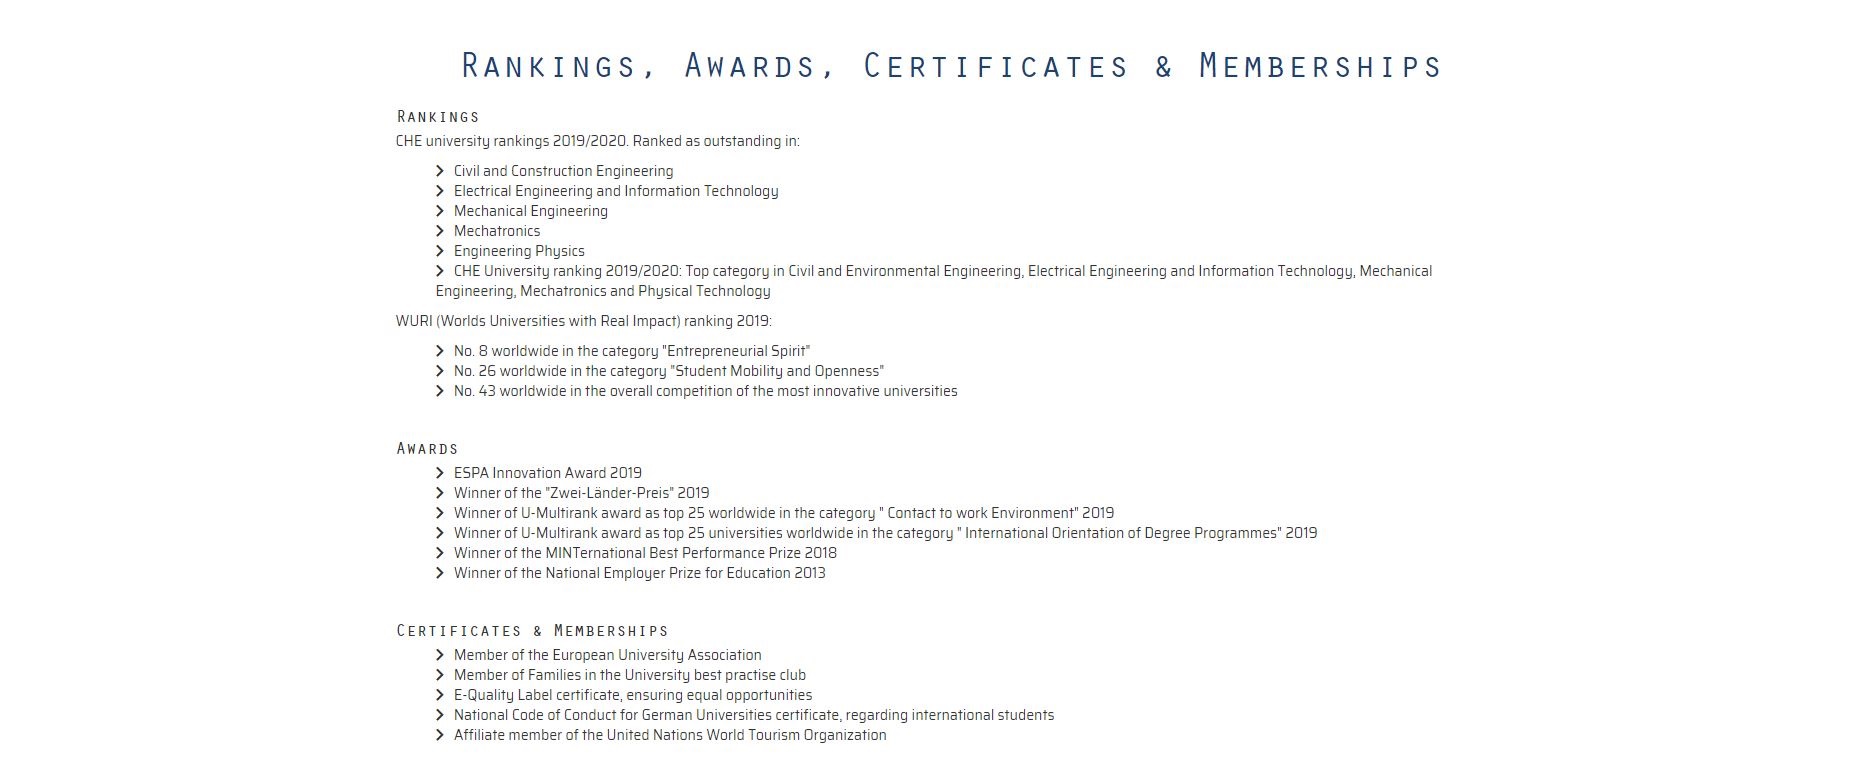 Rankings, Awards, Certificates & Memberships
Rankings
CHE university rankings 2019/2020. Ranked as outstanding in:
Civil and Construction Engineering
Electrical Engineering and Information Technology
Mechanical Engineering
Mechatronics
Engineering Physics
CHE University ranking 2019/2020: Top category in Civil and Environmental Engineering, Electrical Engineering and Information Technology, Mechanical
Engineering, Mechatronics and Physical Technology
WURI (Worlds Universities with Real Impact) ranking 2019:
No. 8 worldwide in the category "Entrepreneurial Spirit"
No. 26 worldwide in the category "Student Mobility and Openness"
No. 43 worldwide in the overall competition of the most innovative universities
Awards
ESPA Innovation Award 2019
Winner of the "Zwei-Länder-Preis" 2019
Winner of U-Multirank award as top 25 worldwide in the category " Contact to work Environment" 2019
Winner of U-Multirank award as top 25 universities worldwide in the category " International Orientation of Degree Programmes" 2019
Winner of the MINTernational Best Performance Prize 2018
Winner of the National Employer Prize for Education 2013
Certificates & Memberships
Member of the European University Association
Member of Families in the University best practise club
E-Quality Label certificate, ensuring equal opportunities
National Code of Conduct for German Universities certificate, regarding international students
Affiliate member of the United Nations World Tourism Organization